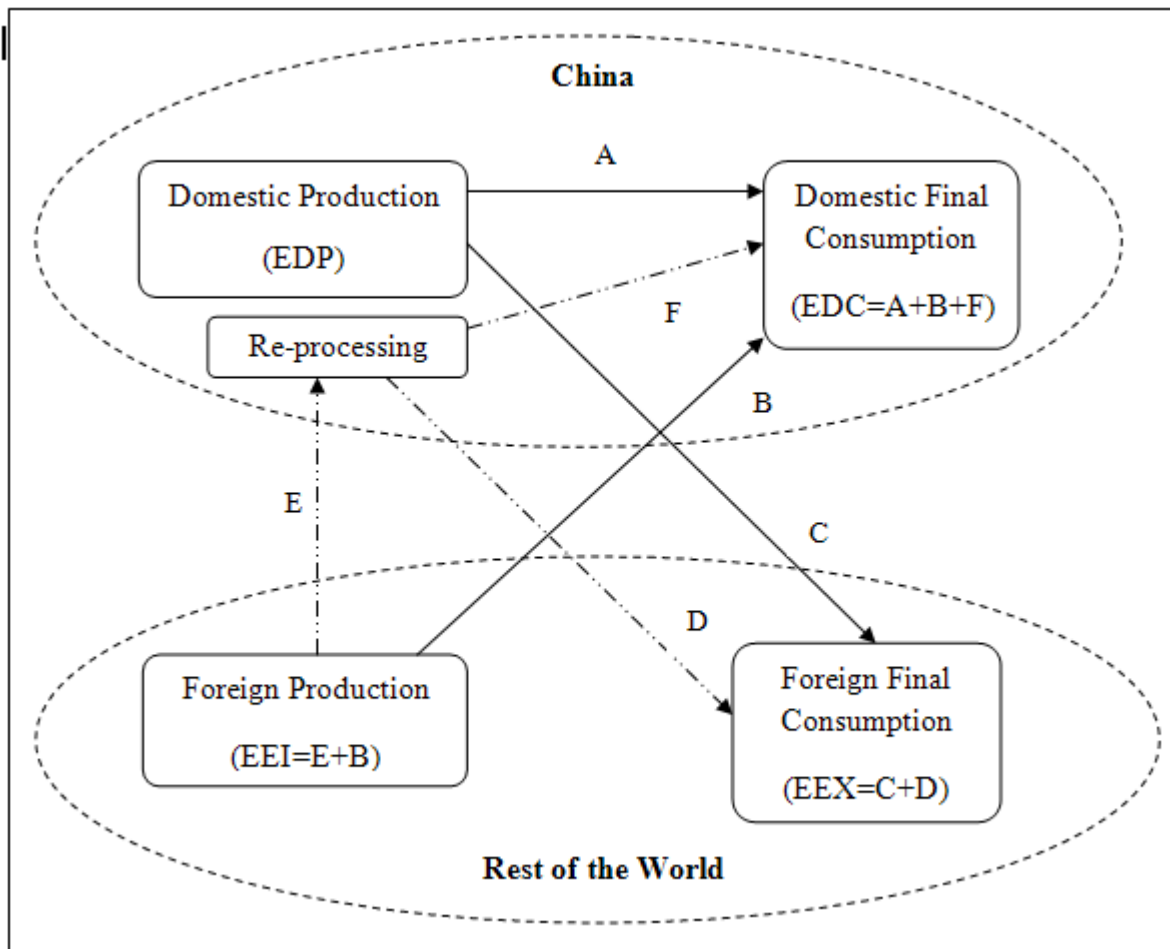 China
A
Domestic Production
(EDP)
Domestic Final
Consumption
(EDC=A+B+F)
F
Re-processing
B
E
C
D
Foreign Production
(EEI=E+B)
Foreign Final
Consumption
(EEX=C+D)
Rest of the World